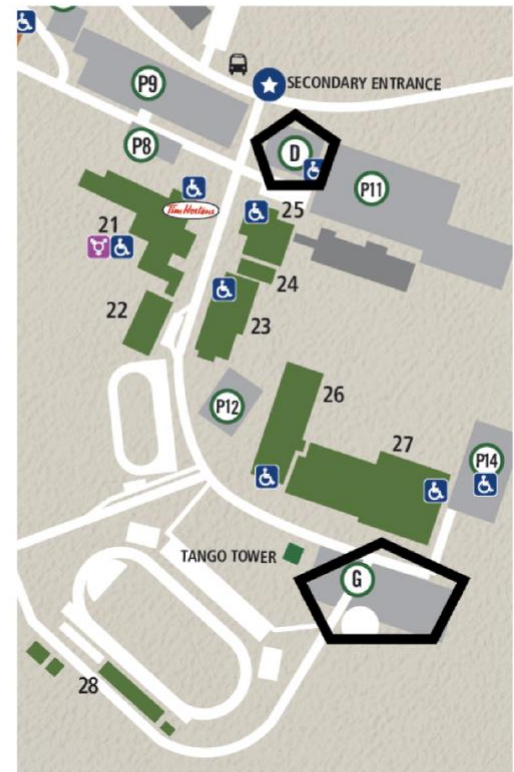 P9
SECONDARY ENTRANCE
P8
D
P11
Tim Hortons
21
25
24
22
23
26
P12
27
P14
TANGO TOWER
G
28